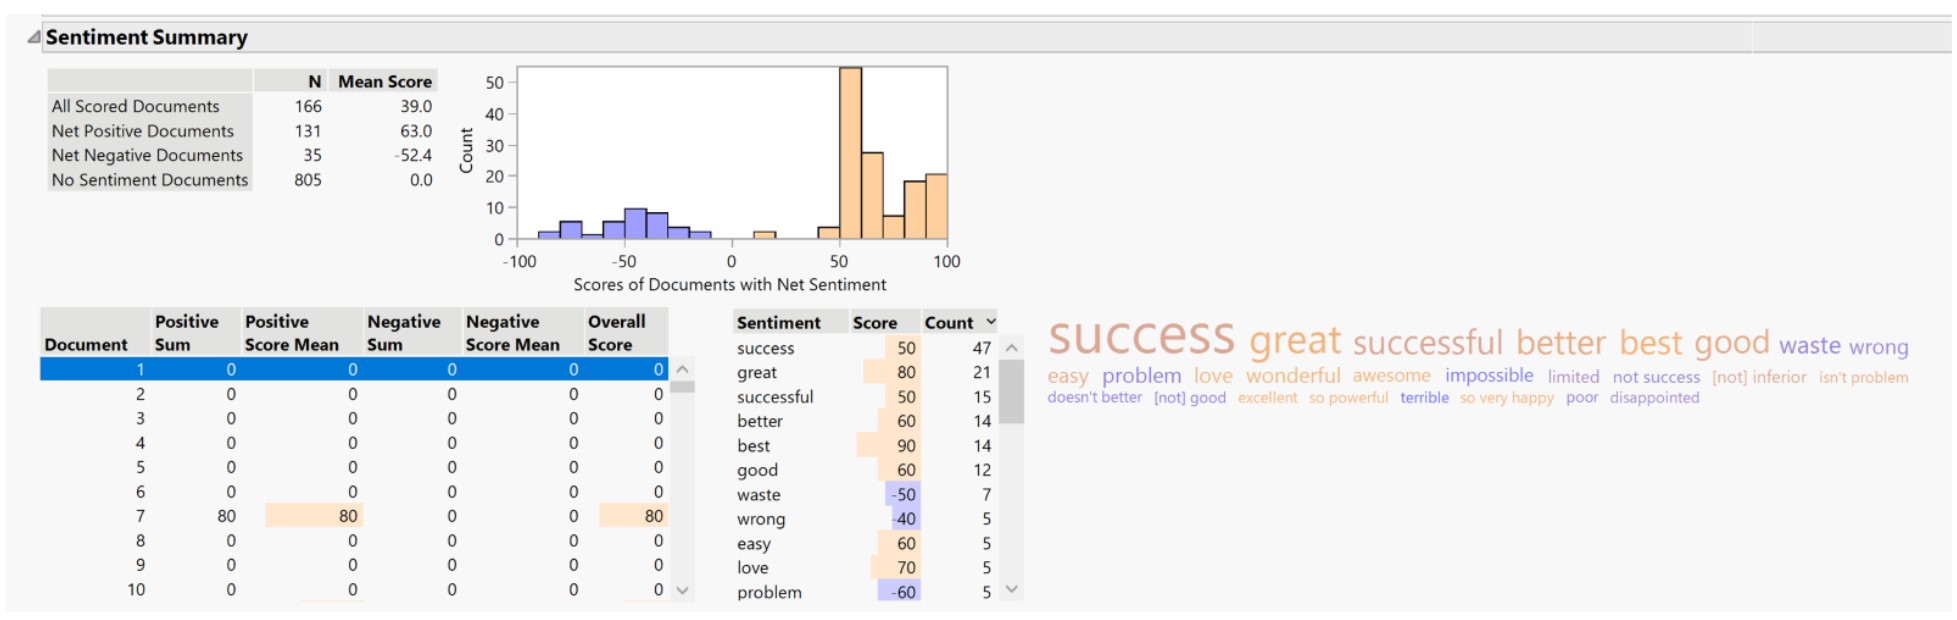 Sentiment Summary
N Mean Score
All Scored Documents 166 39.0
Net Positive Documents 131 63.0
Net Negative Documents 35 -52.4
No Sentiment Documents 805 0.0
50
40
30
20
10
0
Count
-100 -50 0 50 100
Scores of Documents with Net Sentiment
Document Positive Sum Positive Score Mean Negative Sum Negative Score Mean Overall Score
1 0 0 0 0 0
2 0 0 0 0 0
3 0 0 0 0 0
4 0 0 0 0 0
5 0 0 0 0 0
6 0 0 0 0 0
7 80 80 0 0 80
8 0 0 0 0 0
9 0 0 0 0 0
10 0 0 0 0 0
Sentiment Score Count
success 50 47
great 80 21
successful 50 15
better 60 14
best 90 14
good 60 12
waste -50 7
wrong -40 5
easy 60 5
love 70 5
problem -60 5
success great successful better best good waste wrong
easy problem love wonderful awesome impossible limited not success [not] inferior isn't problem
doesn't better [not] good excellent so powerful terrible so very happy poor disappointed